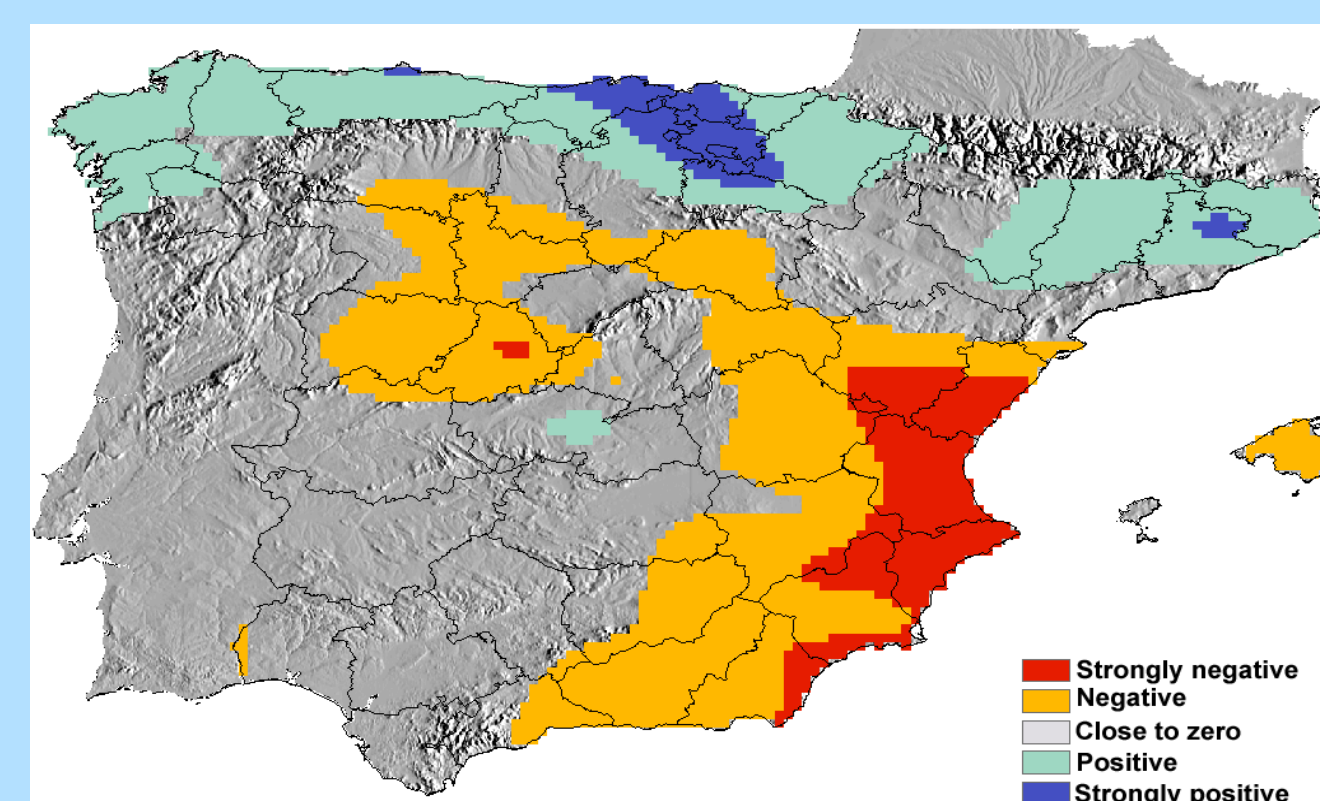 Strongly negative
Negative
Close to zero
Positive
Strongly positive